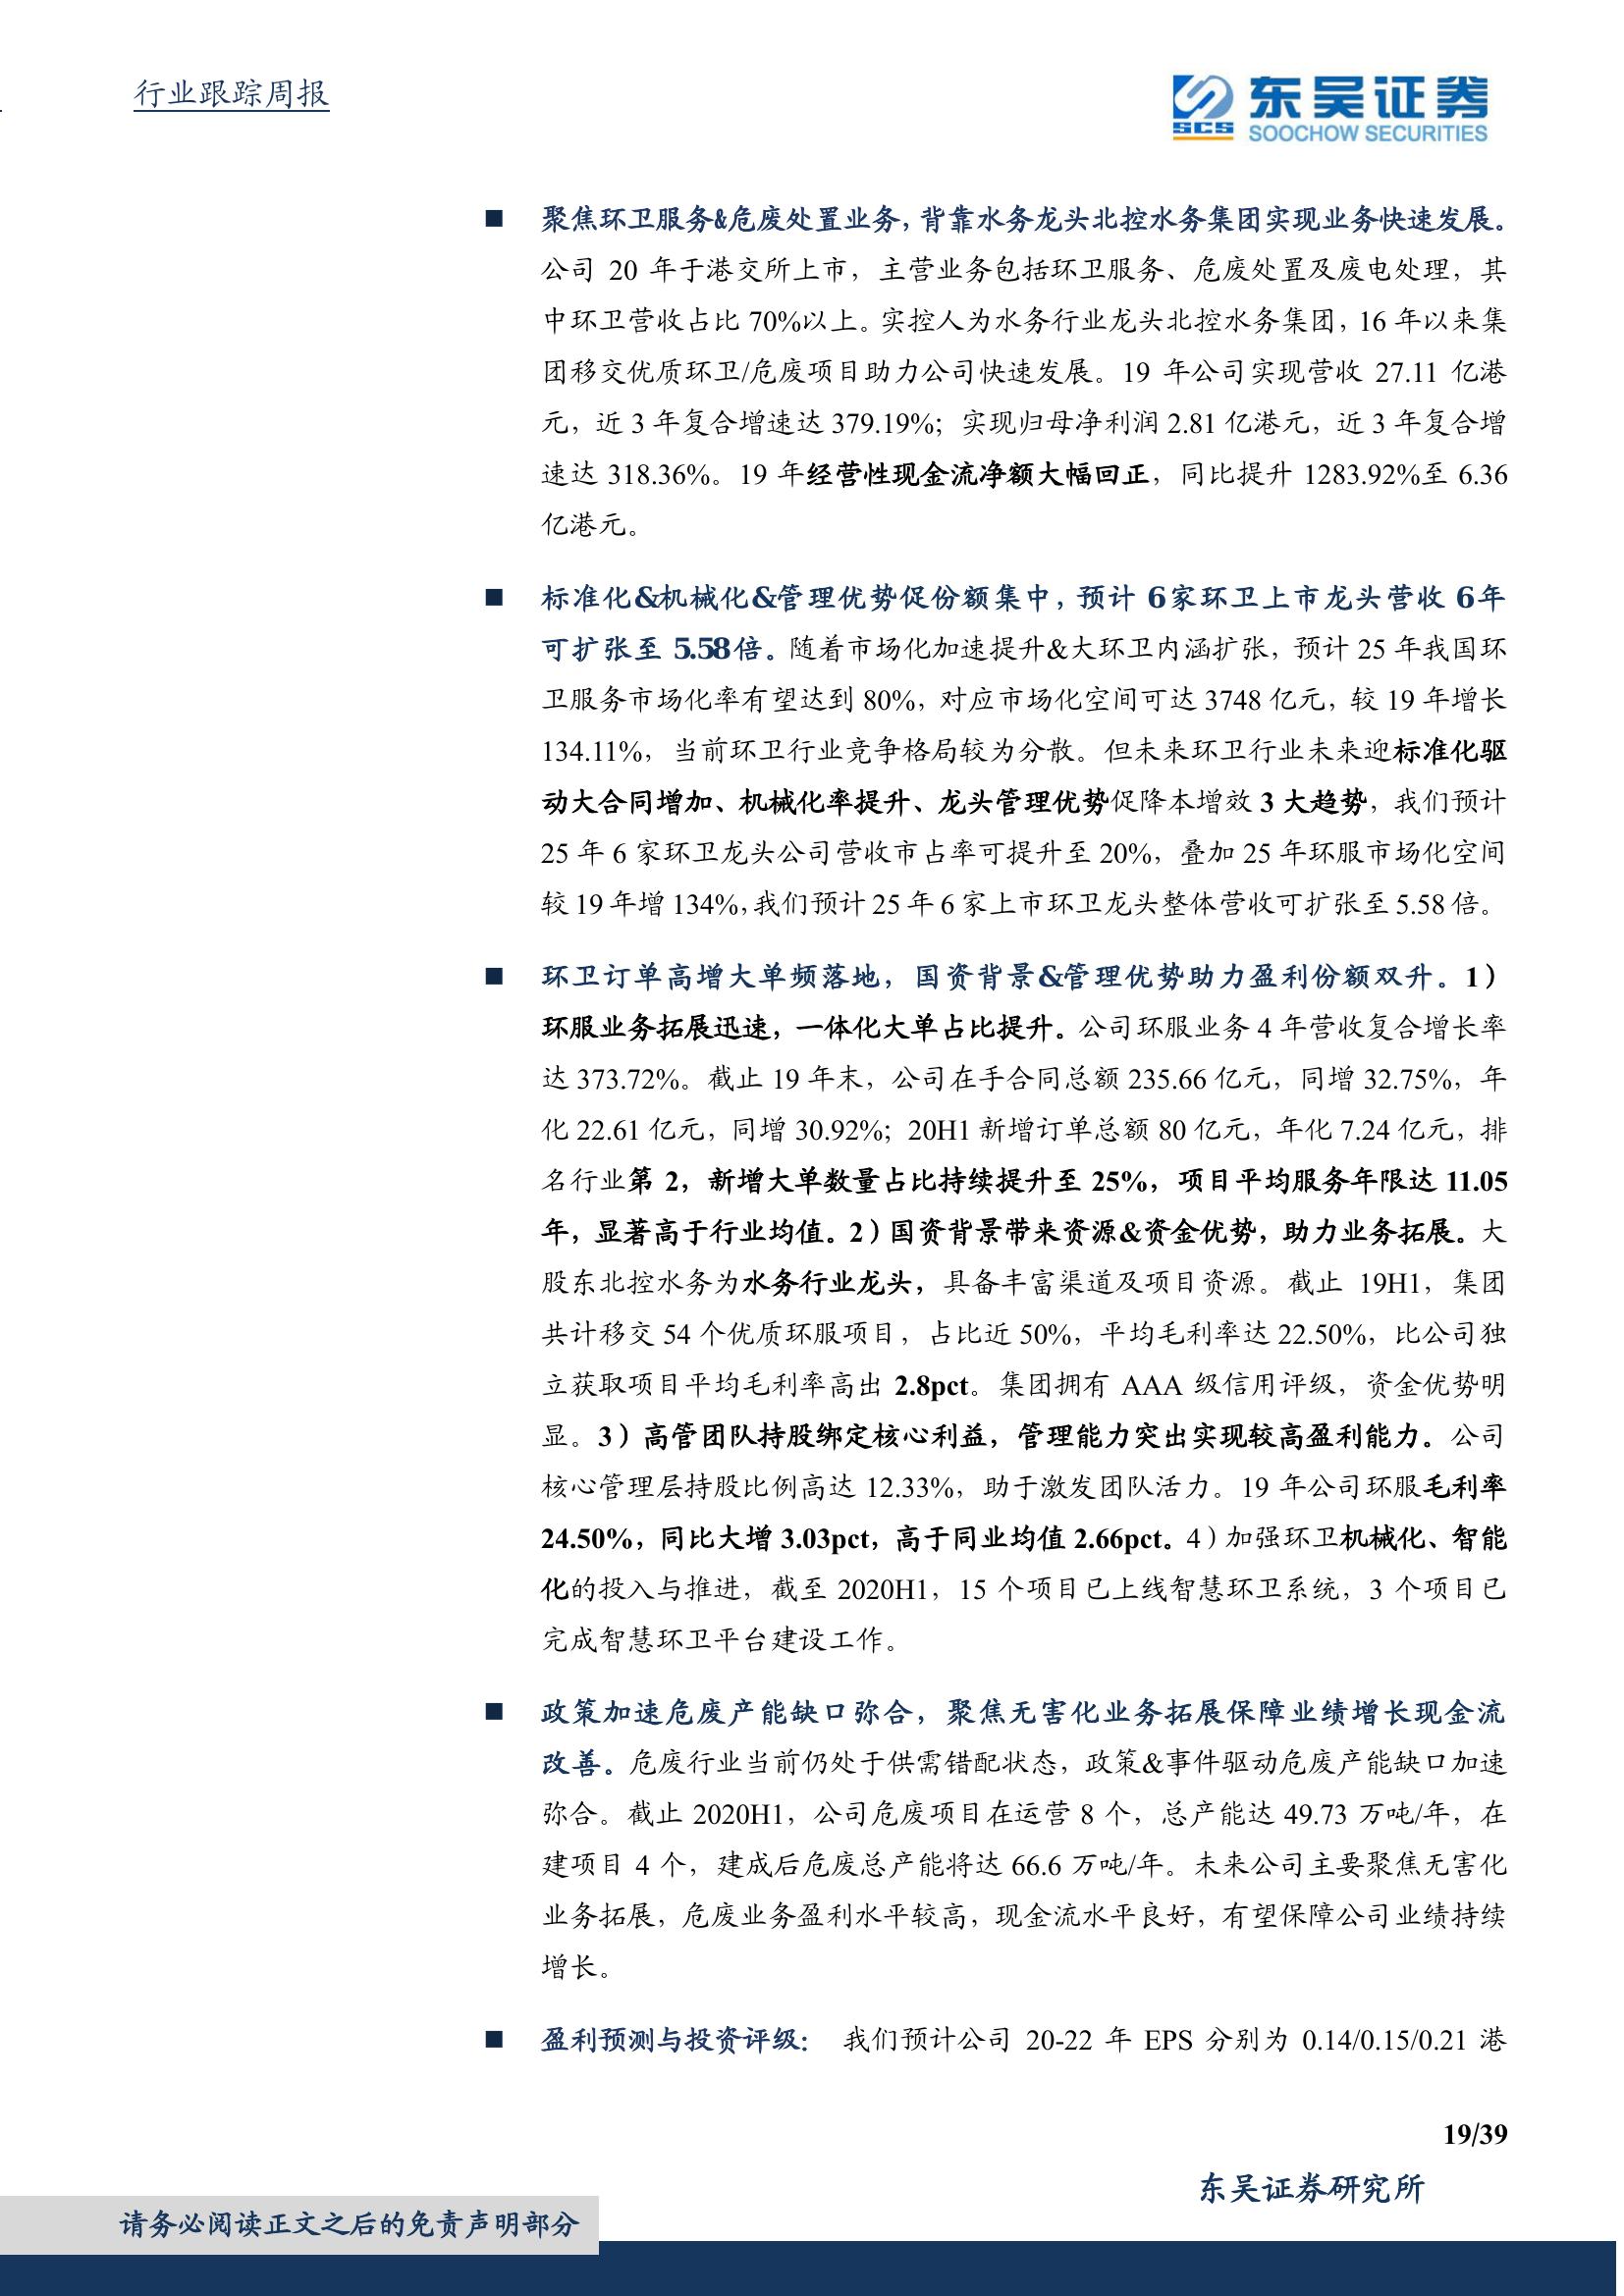 行业跟踪周报
东吴证券
SCS
SOOCHOW SECURITIES
■ 聚焦环卫服务&危废处置业务，背靠水务龙头北控水务集团实现业务快速发展。
公司 20 年于港交所上市，主营业务包括环卫服务、危废处置及废电处理，其
中环卫营收占比 70%以上。实控人为水务行业龙头北控水务集团，16 年以来集
团移交优质环卫/危废项目助力公司快速发展。19 年公司实现营收 27.11 亿港
元，近 3 年复合增速达 379.19%；实现归母净利润 2.81 亿港元，近 3 年复合增
速达 318.36%。19 年经营性现金流净额大幅回正，同比提升 1283.92%至 6.36
亿港元。
■ 标准化&机械化&管理优势促份额集中，预计 6 家环卫上市龙头营收 6 年
可扩张至 5.58 倍。随着市场化加速提升&大环卫内涵扩张，预计 25 年我国环
卫服务市场化率有望达到 80%，对应市场化空间可达 3748 亿元，较 19 年增长
134.11%，当前环卫行业竞争格局较为分散。但未来环卫行业未来迎标准化驱
动大合同增加、机械化率提升、龙头管理优势促降本增效 3 大趋势，我们预计
25 年 6 家环卫龙头公司营收市占率可提升至 20%，叠加 25 年环服市场化空间
较 19 年增 134%，我们预计 25 年 6 家上市环卫龙头整体营收可扩张至 5.58 倍。
■ 环卫订单高增大单频落地，国资背景&管理优势助力盈利份额双升。1）
环服业务拓展迅速，一体化大单占比提升。公司环服业务 4 年营收复合增长率
达 373.72%。截止 19 年末，公司在手合同总额 235.66 亿元，同增 32.75%，年
化 22.61 亿元，同增 30.92%；20H1 新增订单总额 80 亿元，年化 7.24 亿元，排
名行业第 2，新增大单数量占比持续提升至 25%，项目平均服务年限达 11.05
年，显著高于行业均值。2）国资背景带来资源&资金优势，助力业务拓展。大
股东北控水务为水务行业龙头，具备丰富渠道及项目资源。截止 19H1，集团
共计移交 54 个优质环服项目，占比近 50%，平均毛利率达 22.50%，比公司独
立获取项目平均毛利率高出 2.8pct。集团拥有 AAA 级信用评级，资金优势明
显。3）高管团队持股绑定核心利益，管理能力突出实现较高盈利能力。公司
核心管理层持股比例高达 12.33%，助于激发团队活力。19 年公司环服毛利率
24.50%，同比大增 3.03pct，高于同业均值 2.66pct。4）加强环卫机械化、智能
化的投入与推进，截至 2020H1，15 个项目已上线智慧环卫系统，3 个项目已
完成智慧环卫平台建设工作。
■ 政策加速危废产能缺口弥合，聚焦无害化业务拓展保障业绩增长现金流
改善。危废行业当前仍处于供需错配状态，政策&事件驱动危废产能缺口加速
弥合。截止 2020H1，公司危废项目在运营 8 个，总产能达 49.73 万吨/年，在
建项目 4 个，建成后危废总产能将达 66.6 万吨/年。未来公司主要聚焦无害化
业务拓展，危废业务盈利水平较高，现金流水平良好，有望保障公司业绩持续
增长。
■ 盈利预测与投资评级： 我们预计公司 20-22 年 EPS 分别为 0.14/0.15/0.21 港
19/39
东吴证券研究所
请务必阅读正文之后的免责声明部分